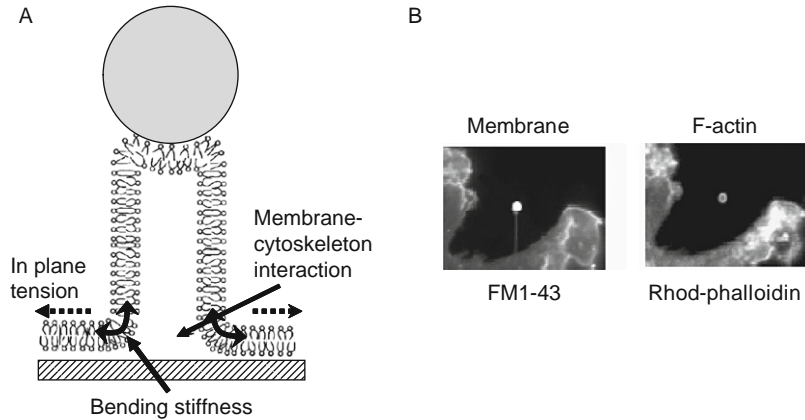 A
In plane
tension
Membrane-
cytoskeleton
interaction
Bending stiffness
B
Membrane
F-actin
FM1-43
Rhod-phalloidin